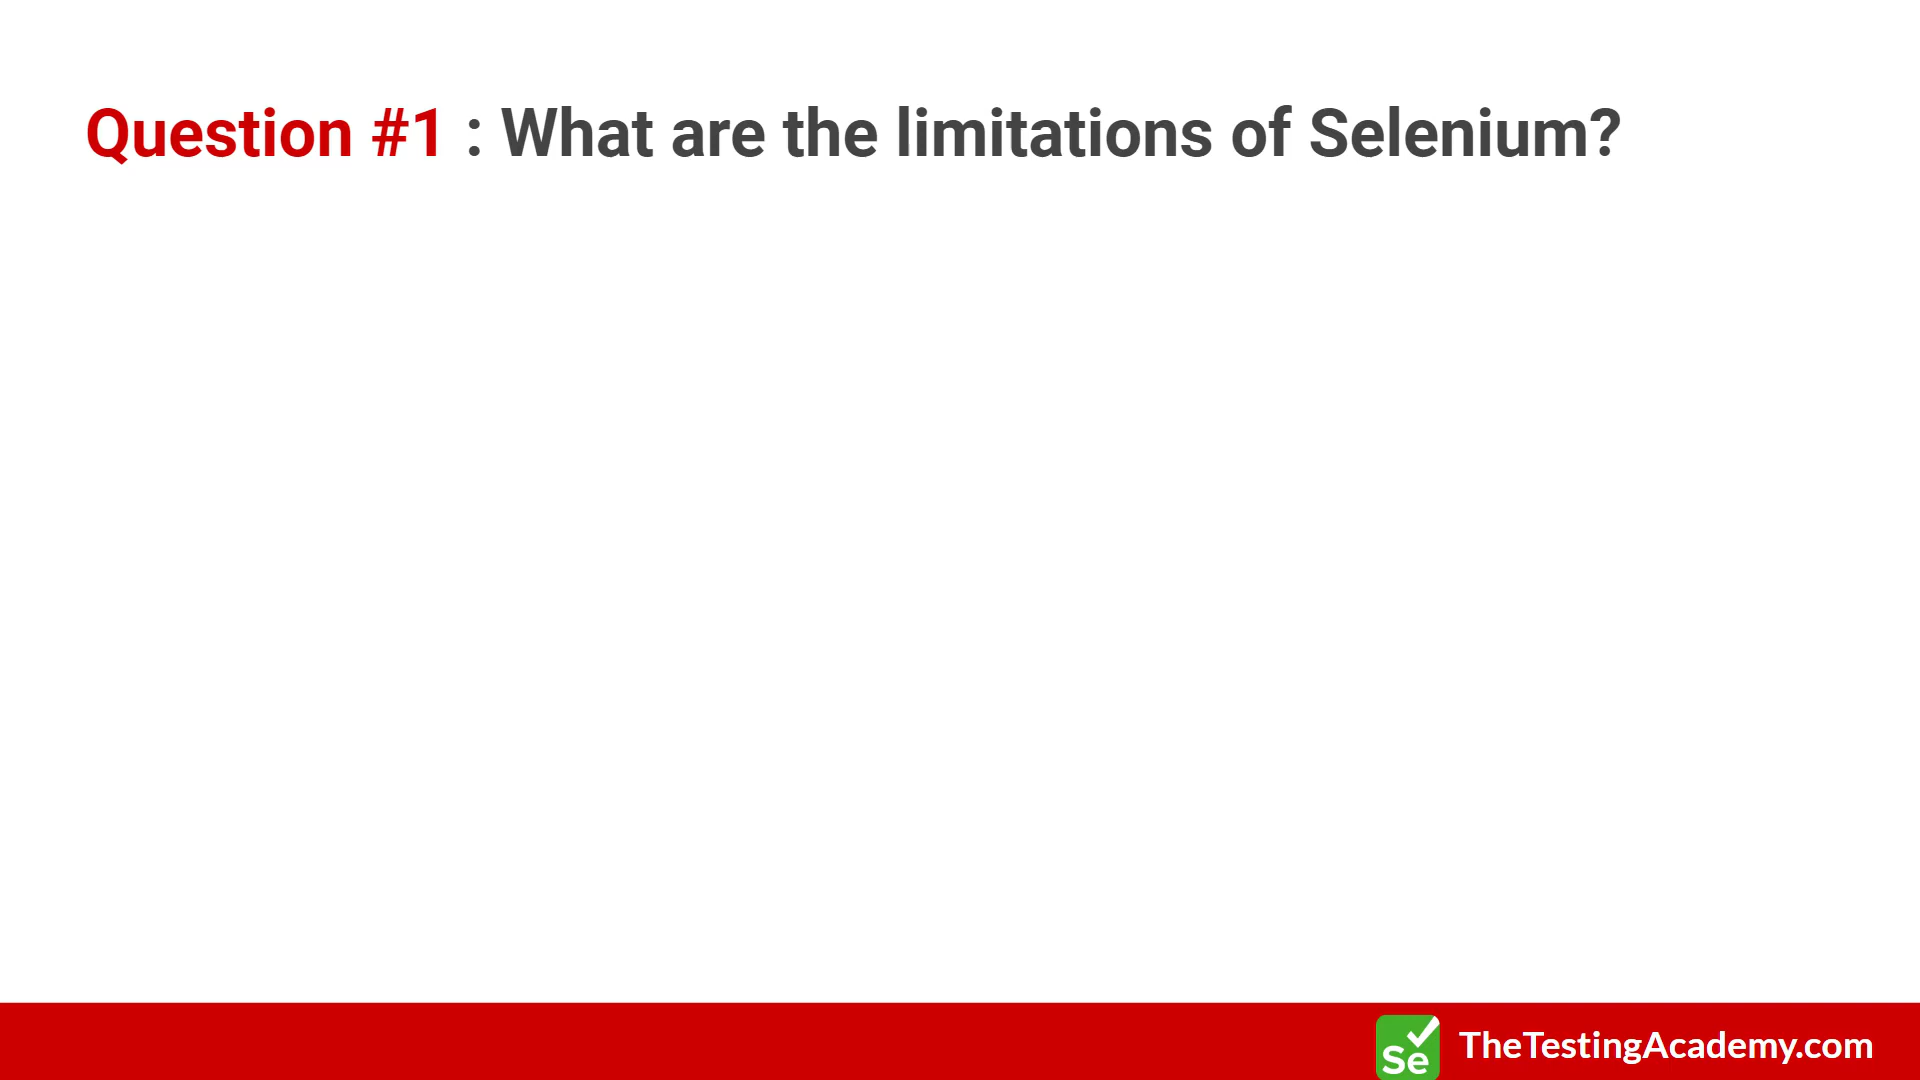 Question #1 : What are the limitations of Selenium?
Se TheTestingAcademy.com